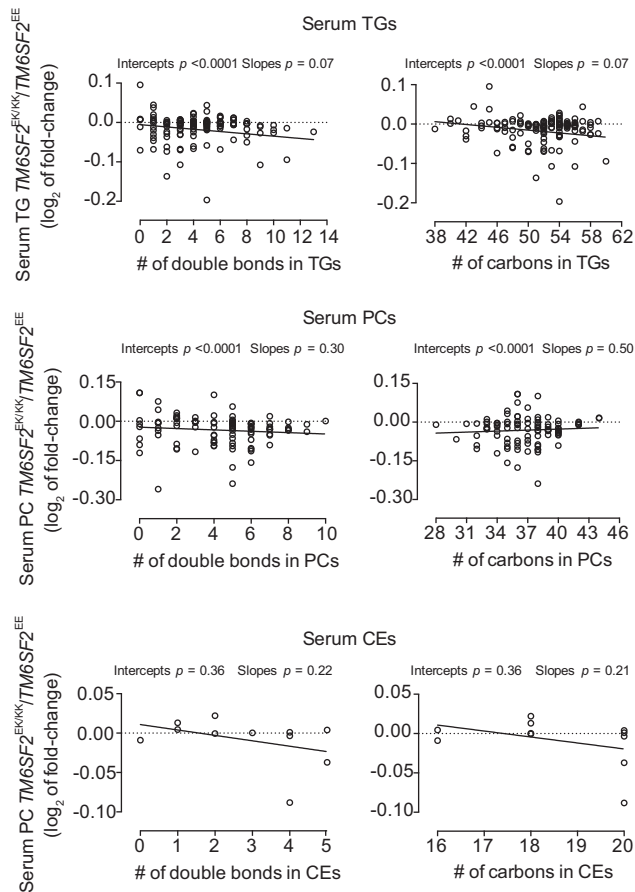 Serum TGs
Intercepts p <0.0001 Slopes p = 0.07
Intercepts p <0.0001 Slopes p = 0.07
Serum TG TM6SF2EK/KK/TM6SF2EE
(log2 of fold-change)
0.1
0.0
-0.1
-0.2
0 2 4 6 8 10 12 14
# of double bonds in TGs
0.1
0.0
-0.1
-0.2
38 42 46 50 54 58 62
# of carbons in TGs
Serum PCs
Intercepts p <0.0001 Slopes p = 0.30
Intercepts p <0.0001 Slopes p = 0.50
Serum PC TM6SF2EK/KK/TM6SF2EE
(log2 of fold-change)
0.15
0.00
-0.15
-0.30
0 2 4 6 8 10
# of double bonds in PCs
0.15
0.00
-0.15
-0.30
28 31 34 37 40 43 46
# of carbons in PCs
Serum CEs
Intercepts p = 0.36 Slopes p = 0.22
Intercepts p = 0.36 Slopes p = 0.21
Serum PC TM6SF2EK/KK/TM6SF2EE
(log2 of fold-change)
0.05
0.00
-0.05
-0.10
0 1 2 3 4 5
# of double bonds in CEs
0.05
0.00
-0.05
-0.10
16 17 18 19 20
# of carbons in CEs